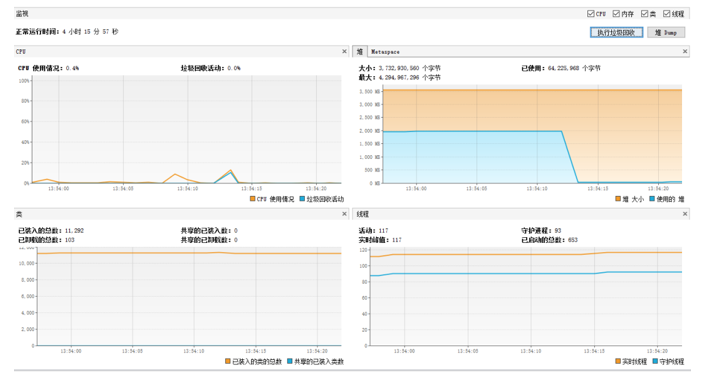 监视
CPU 内存 类 线程
正常运行时间: 4 小时 15 分 57 秒
执行垃圾回收 堆 Dump
CPU
CPU 使用情况: 0.4%
垃圾回收活动: 0.0%
100%
80%
60%
40%
20%
0%
13:54:00 13:54:05 13:54:10 13:54:15 13:54:20
CPU 使用情况 垃圾回收活动
堆 Metaspace
大小: 3,732,930,560 个字节
已使用: 64,225,968 个字节
最大: 4,294,967,296 个字节
3,500 MB
3,000 MB
2,500 MB
2,000 MB
1,500 MB
1,000 MB
500 MB
0 MB
13:54:00 13:54:05 13:54:10 13:54:15 13:54:20
堆 大小 使用的 堆
类
已装入的总数: 11,292
共享的已装入数: 0
已卸载的总数: 103
共享的已卸载数: 0
12,000
10,000
8,000
6,000
4,000
2,000
0
13:54:00 13:54:05 13:54:10 13:54:15 13:54:20
已装入的类的总数 共享的已装入类数
线程
活动: 117
守护进程: 93
实时峰值: 117
已启动的总数: 653
120
100
80
60
40
20
0
13:54:00 13:54:05 13:54:10 13:54:15 13:54:20
实时线程 守护线程